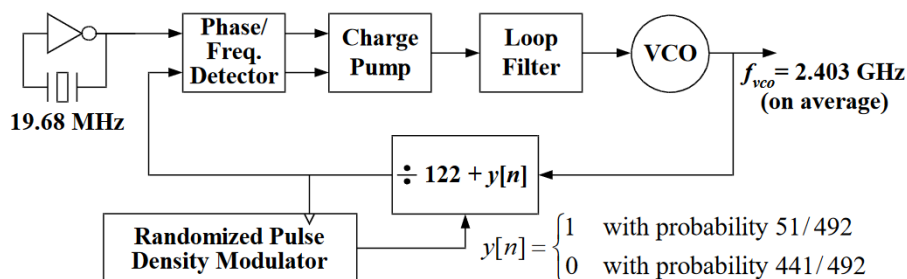 Phase/
Freq.
Detector
Charge
Pump
Loop
Filter
VCO
19.68 MHz
f_vco = 2.403 GHz
(on average)
÷ 122 + y[n]
Randomized Pulse
Density Modulator
y[n] = { 1 with probability 51/492
0 with probability 441/492